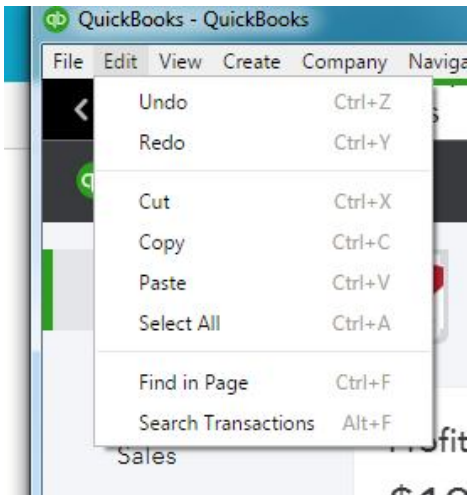 qb QuickBooks - QuickBooks
File Edit View Create Company
Undo Ctrl+Z
Redo Ctrl+Y
Cut Ctrl+X
Copy Ctrl+C
Paste Ctrl+V
Select All Ctrl+A
Find in Page Ctrl+F
Search Transactions Alt+F
Sales